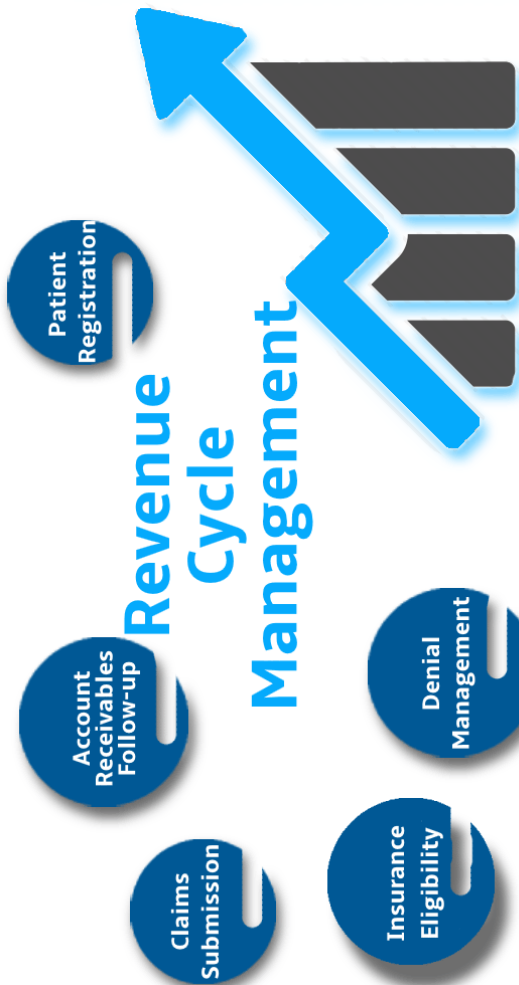 Revenue
Cycle
Management
Patient
Registration
Account
Receivables
Follow-up
Claims
Submission
Insurance
Eligibility
Denial
Management